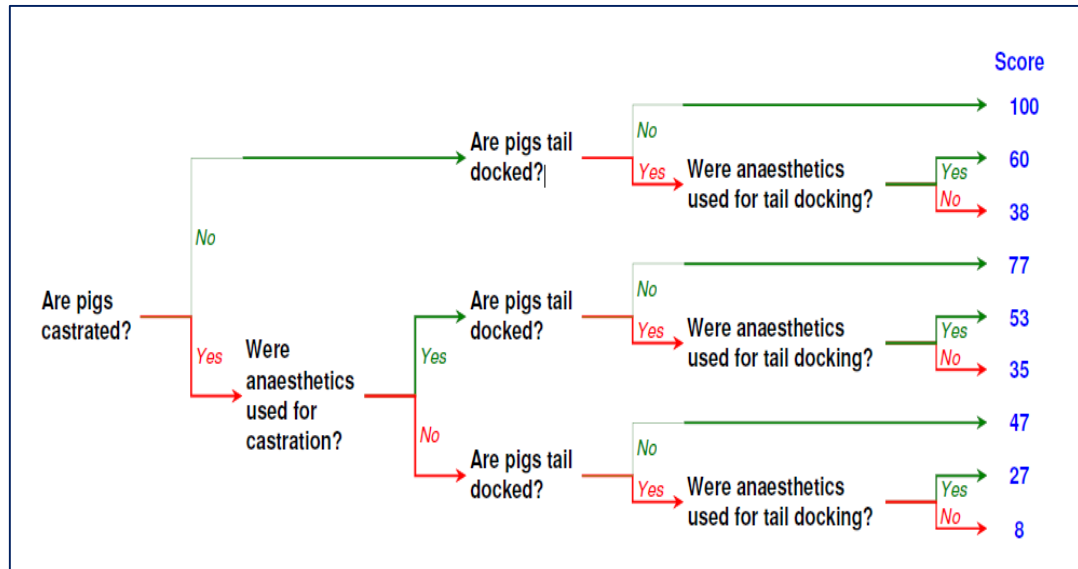 Score
100
No
Are pigs tail
docked?
Yes
Were anaesthetics
used for tail docking?
Yes
60
No
38
No
77
No
Are pigs
castrated?
Are pigs tail
docked?
Yes
Were anaesthetics
used for tail docking?
Yes
53
No
35
Yes
Were
anaesthetics
used for
castration?
Yes
No
47
No
Are pigs tail
docked?
Yes
Were anaesthetics
used for tail docking?
Yes
27
No
8